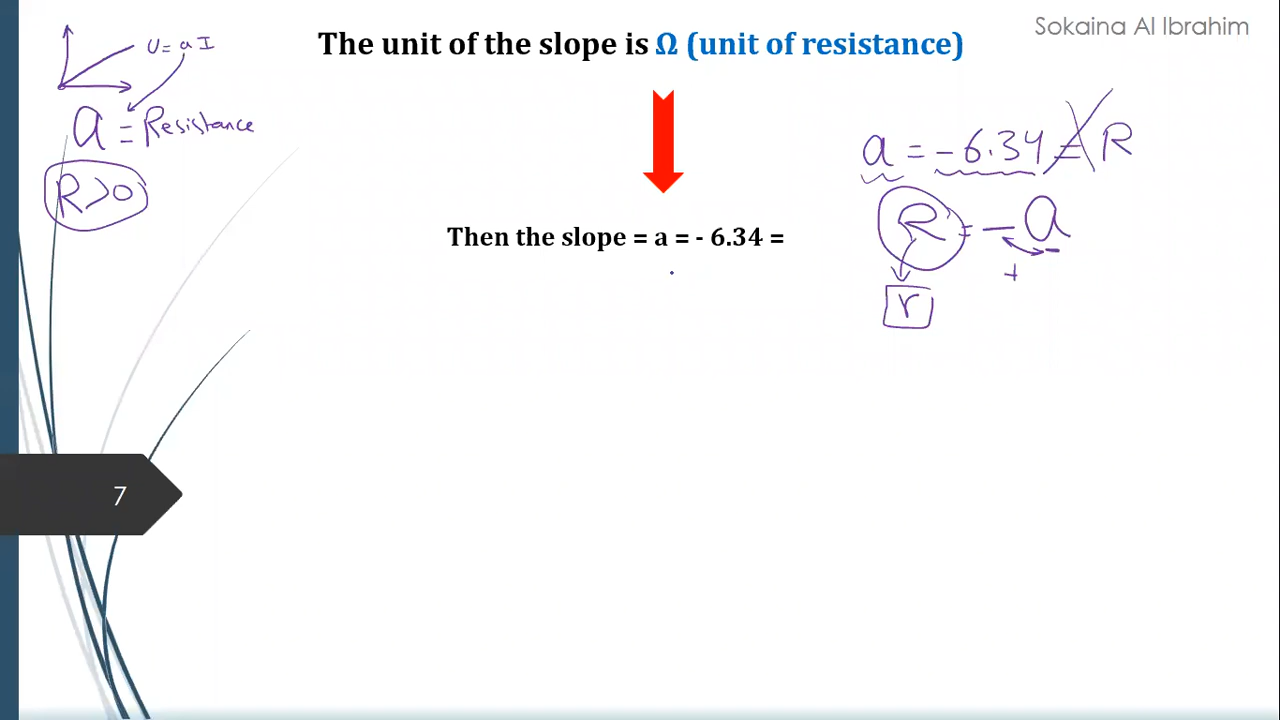 Sokaina Al Ibrahim
The unit of the slope is Ω (unit of resistance)
U = a I
a = Resistance
R>0
a = -6.34 = R
R = - a
+
r
Then the slope = a = - 6.34 =
7